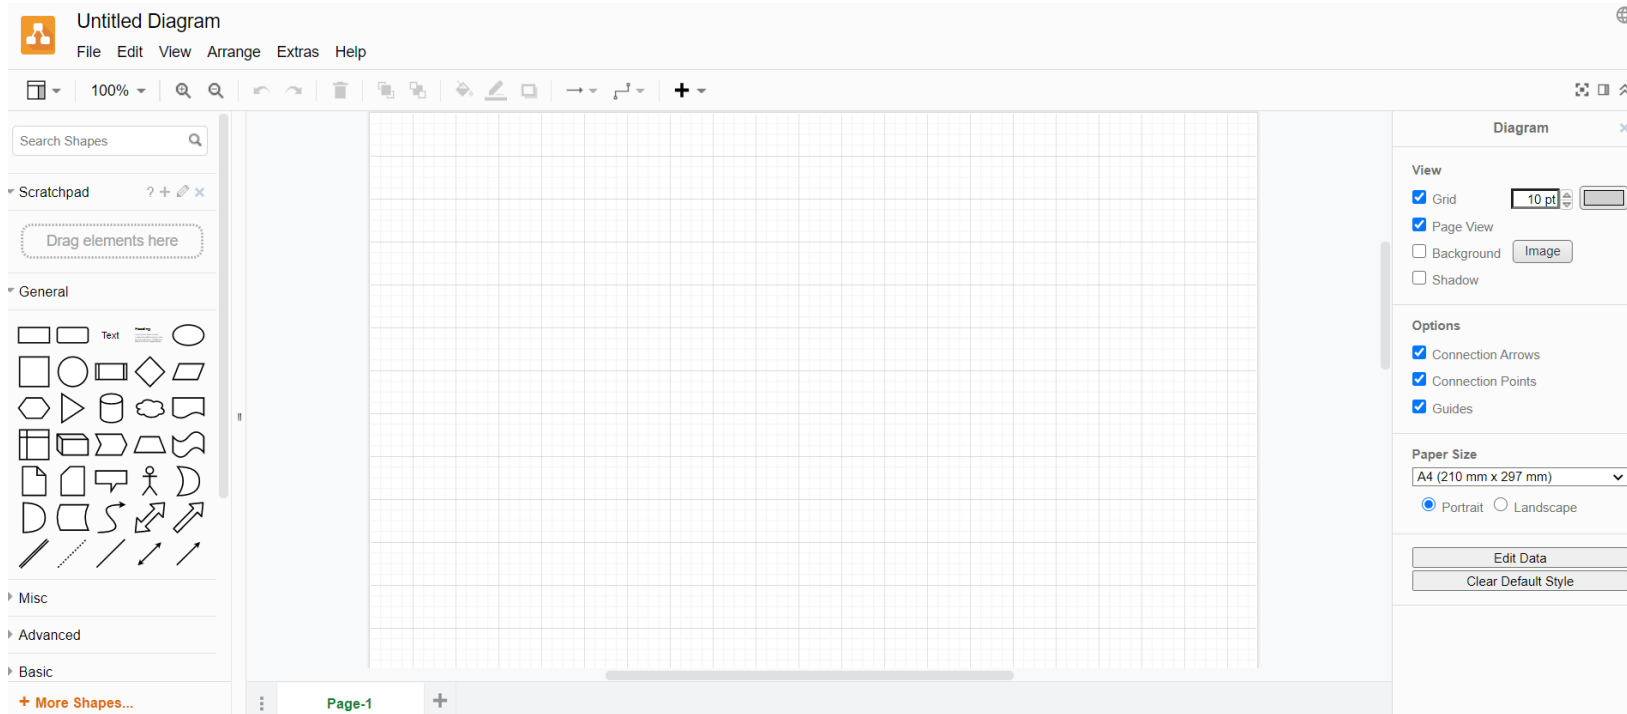 Untitled Diagram
File Edit View Arrange Extras Help
100%
Search Shapes
Scratchpad ?
Drag elements here
General
Text Heading
Misc
Advanced
Basic
+ More Shapes...
Page-1
Diagram
View
Grid 10 pt
Page View
Background Image
Shadow
Options
Connection Arrows
Connection Points
Guides
Paper Size
A4 (210 mm x 297 mm)
Portrait Landscape
Edit Data
Clear Default Style